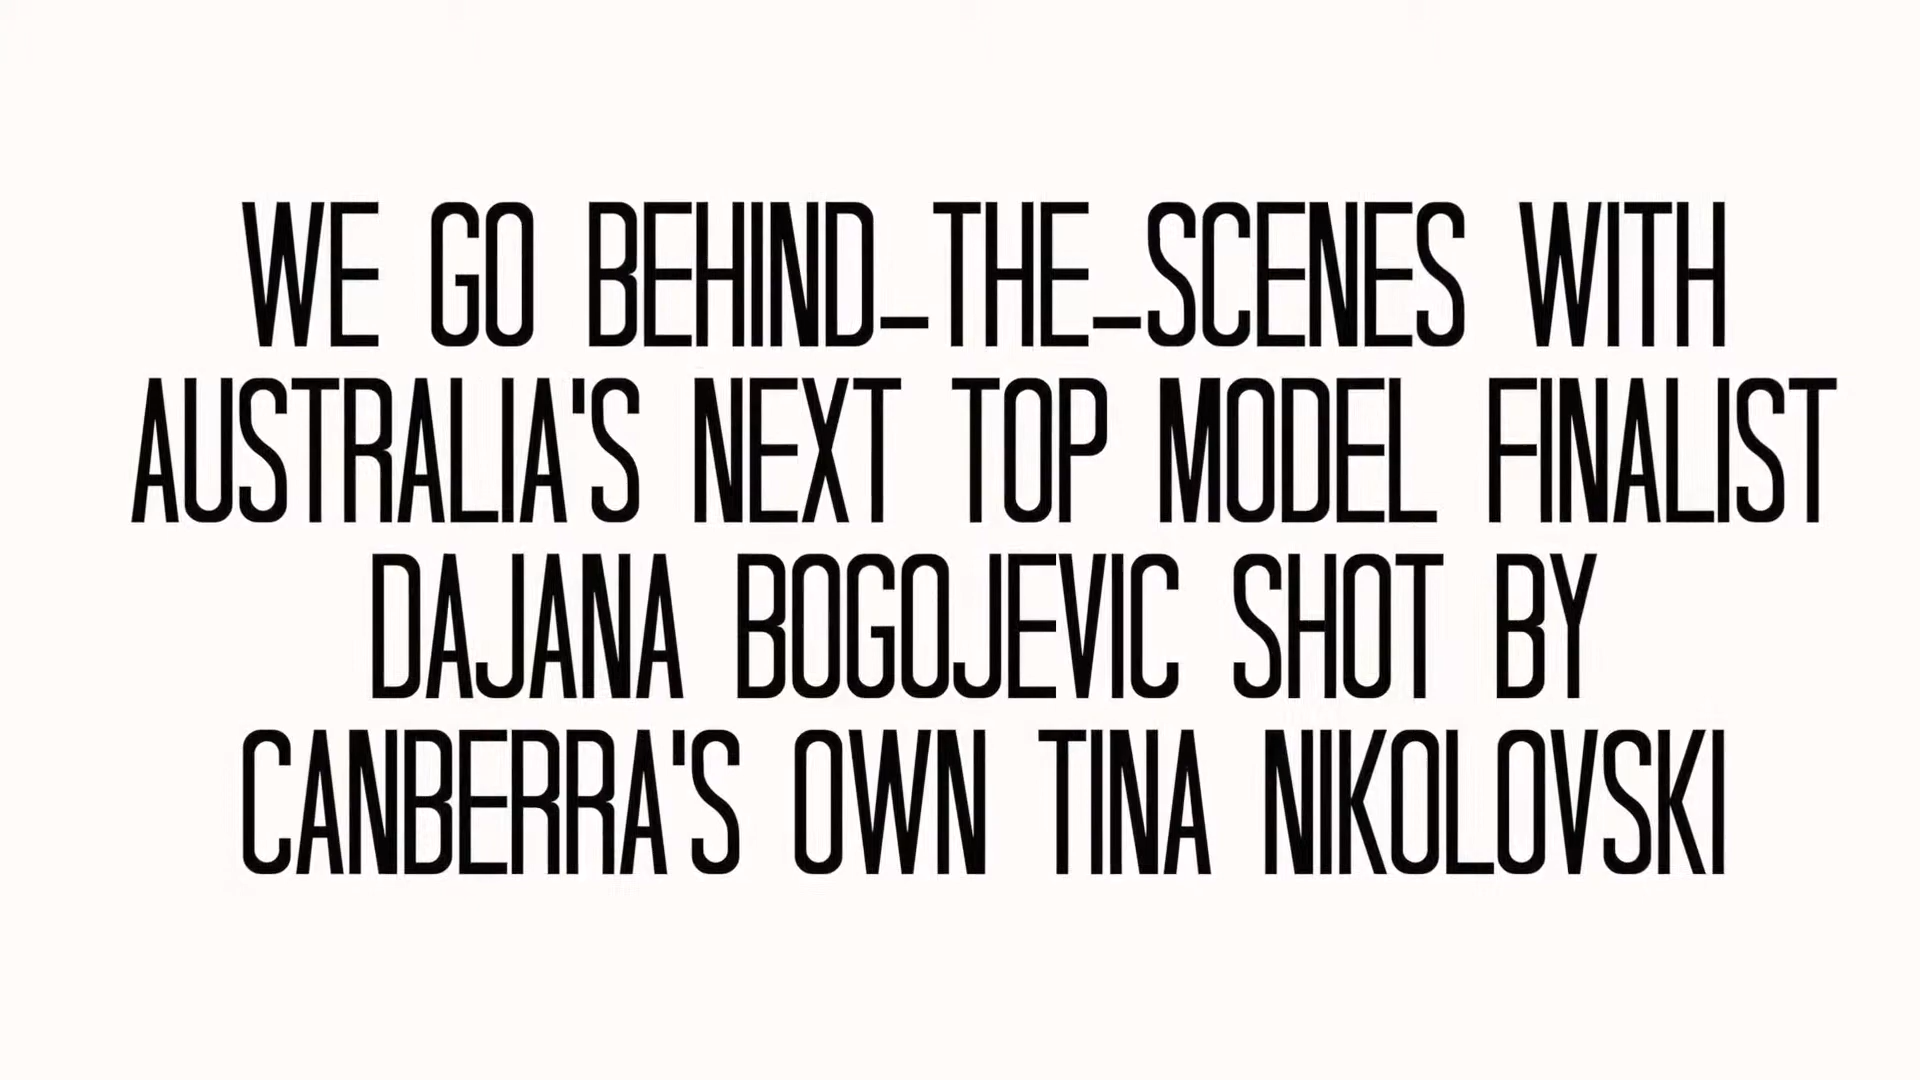 WE GO BEHIND-THE-SCENES WITH
AUSTRALIA'S NEXT TOP MODEL FINALIST
DAJANA BOGOJEVIC SHOT BY
CANBERRA'S OWN TINA NIKOLOVSKI